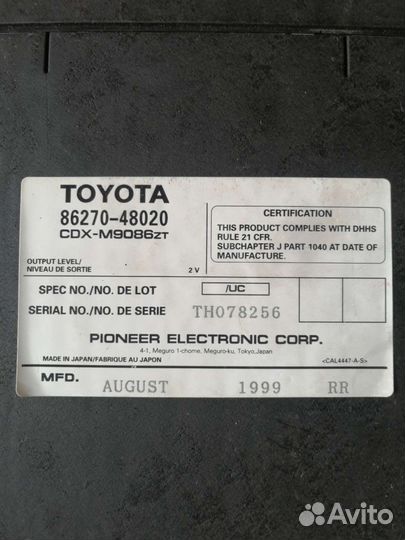 TOYOTA
86270-48020
CDX-M9086ZT
CERTIFICATION
THIS PRODUCT COMPLIES WITH DHHS
RULE 21 CFR.
SUBCHAPTER J PART 1040 AT DATE OF
MANUFACTURE.
OUTPUT LEVEL/
NIVEAU DE SORTIE 2 V
SPEC NO./NO. DE LOT /UC
SERIAL NO./NO. DE SERIE TH078256
PIONEER ELECTRONIC CORP.
4-1, Meguro 1-chome, Meguro-ku, Tokyo,Japan
MADE IN JAPAN/FABRIQUE AU JAPON <CAL4447-A-S>
MFD. AUGUST 1999 RR
Avito